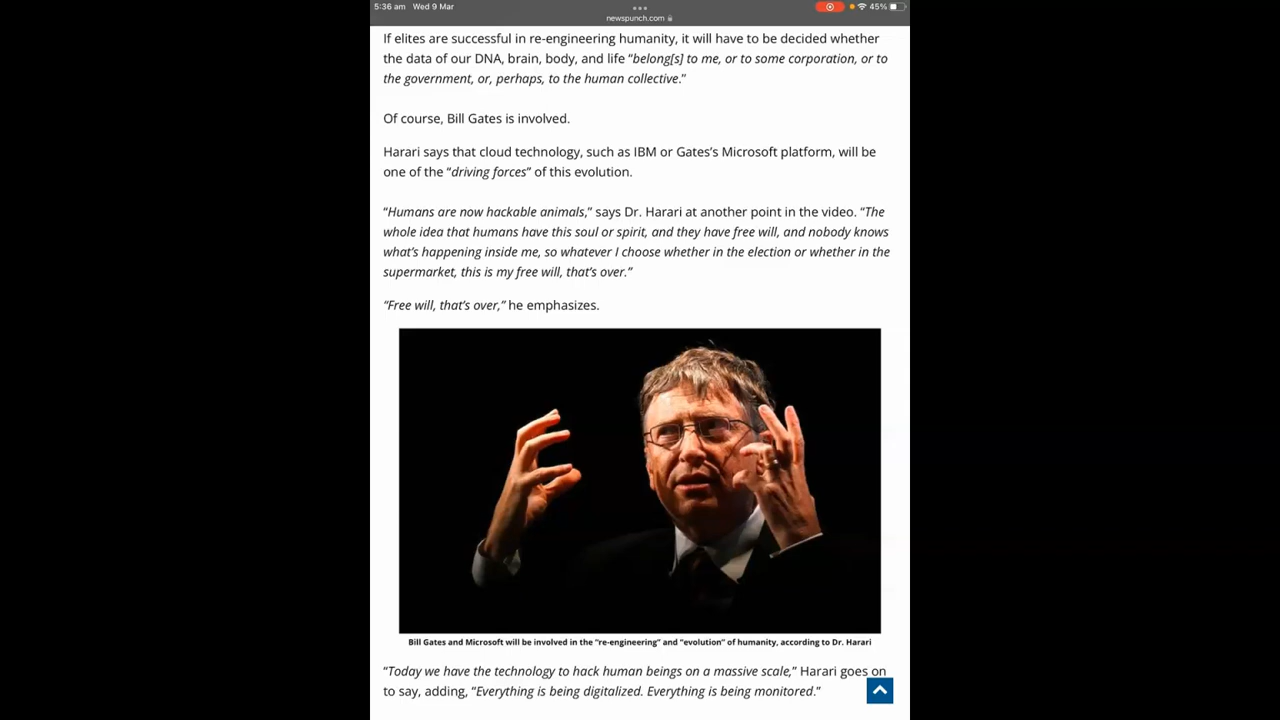 5:36 am Wed 9 Mar
45%
newspunch.com
If elites are successful in re-engineering humanity, it will have to be decided whether
the data of our DNA, brain, body, and life “belong[s] to me, or to some corporation, or to
the government, or, perhaps, to the human collective.”
Of course, Bill Gates is involved.
Harari says that cloud technology, such as IBM or Gates’s Microsoft platform, will be
one of the “driving forces” of this evolution.
“Humans are now hackable animals,” says Dr. Harari at another point in the video. “The
whole idea that humans have this soul or spirit, and they have free will, and nobody knows
what’s happening inside me, so whatever I choose whether in the election or whether in the
supermarket, this is my free will, that’s over.”
“Free will, that’s over,” he emphasizes.
Bill Gates and Microsoft will be involved in the “re-engineering” and “evolution” of humanity, according to Dr. Harari
“Today we have the technology to hack human beings on a massive scale,” Harari goes on
to say, adding, “Everything is being digitalized. Everything is being monitored.”